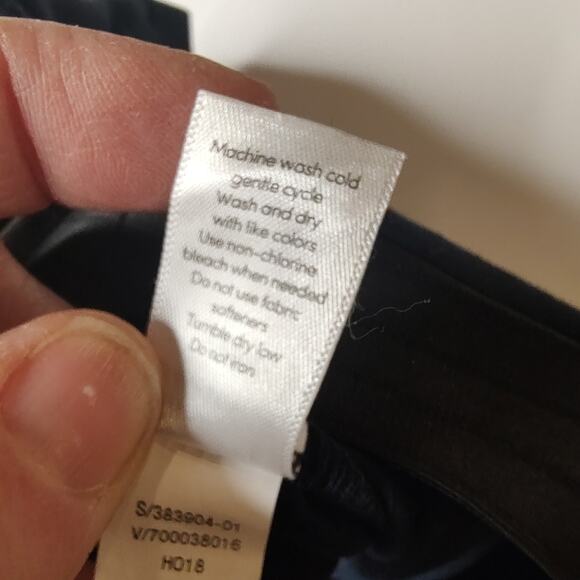 Machine wash cold
gentle cycle
Wash and dry
with like colors
Use non-chlorine
bleach when needed
Do not use fabric
softeners
Tumble dry low
Do not iron
S/383904-01
V/700038016
HO18